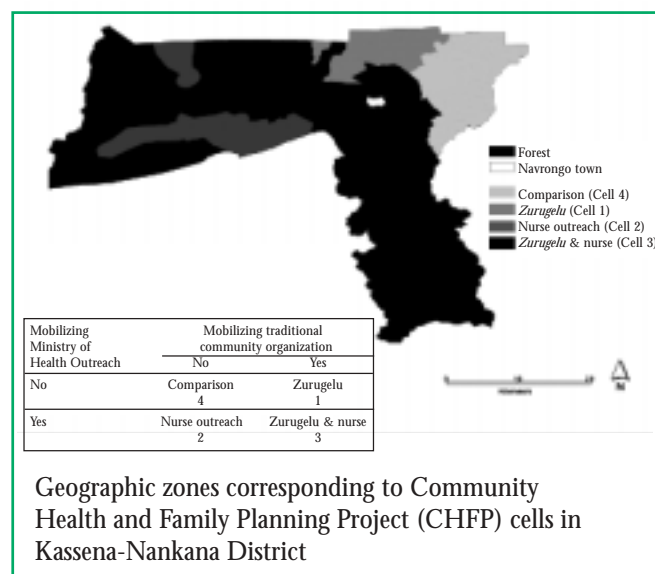 Forest
Navrongo town
Comparison (Cell 4)
Zurugelu (Cell 1)
Nurse outreach (Cell 2)
Zurugelu & nurse (Cell 3)
Mobilizing Mobilizing traditional
Ministry of community organization
Health Outreach No Yes
No Comparison Zurugelu
4 1
Yes Nurse outreach Zurugelu & nurse
2 3
N
Geographic zones corresponding to Community
Health and Family Planning Project (CHFP) cells in
Kassena-Nankana District